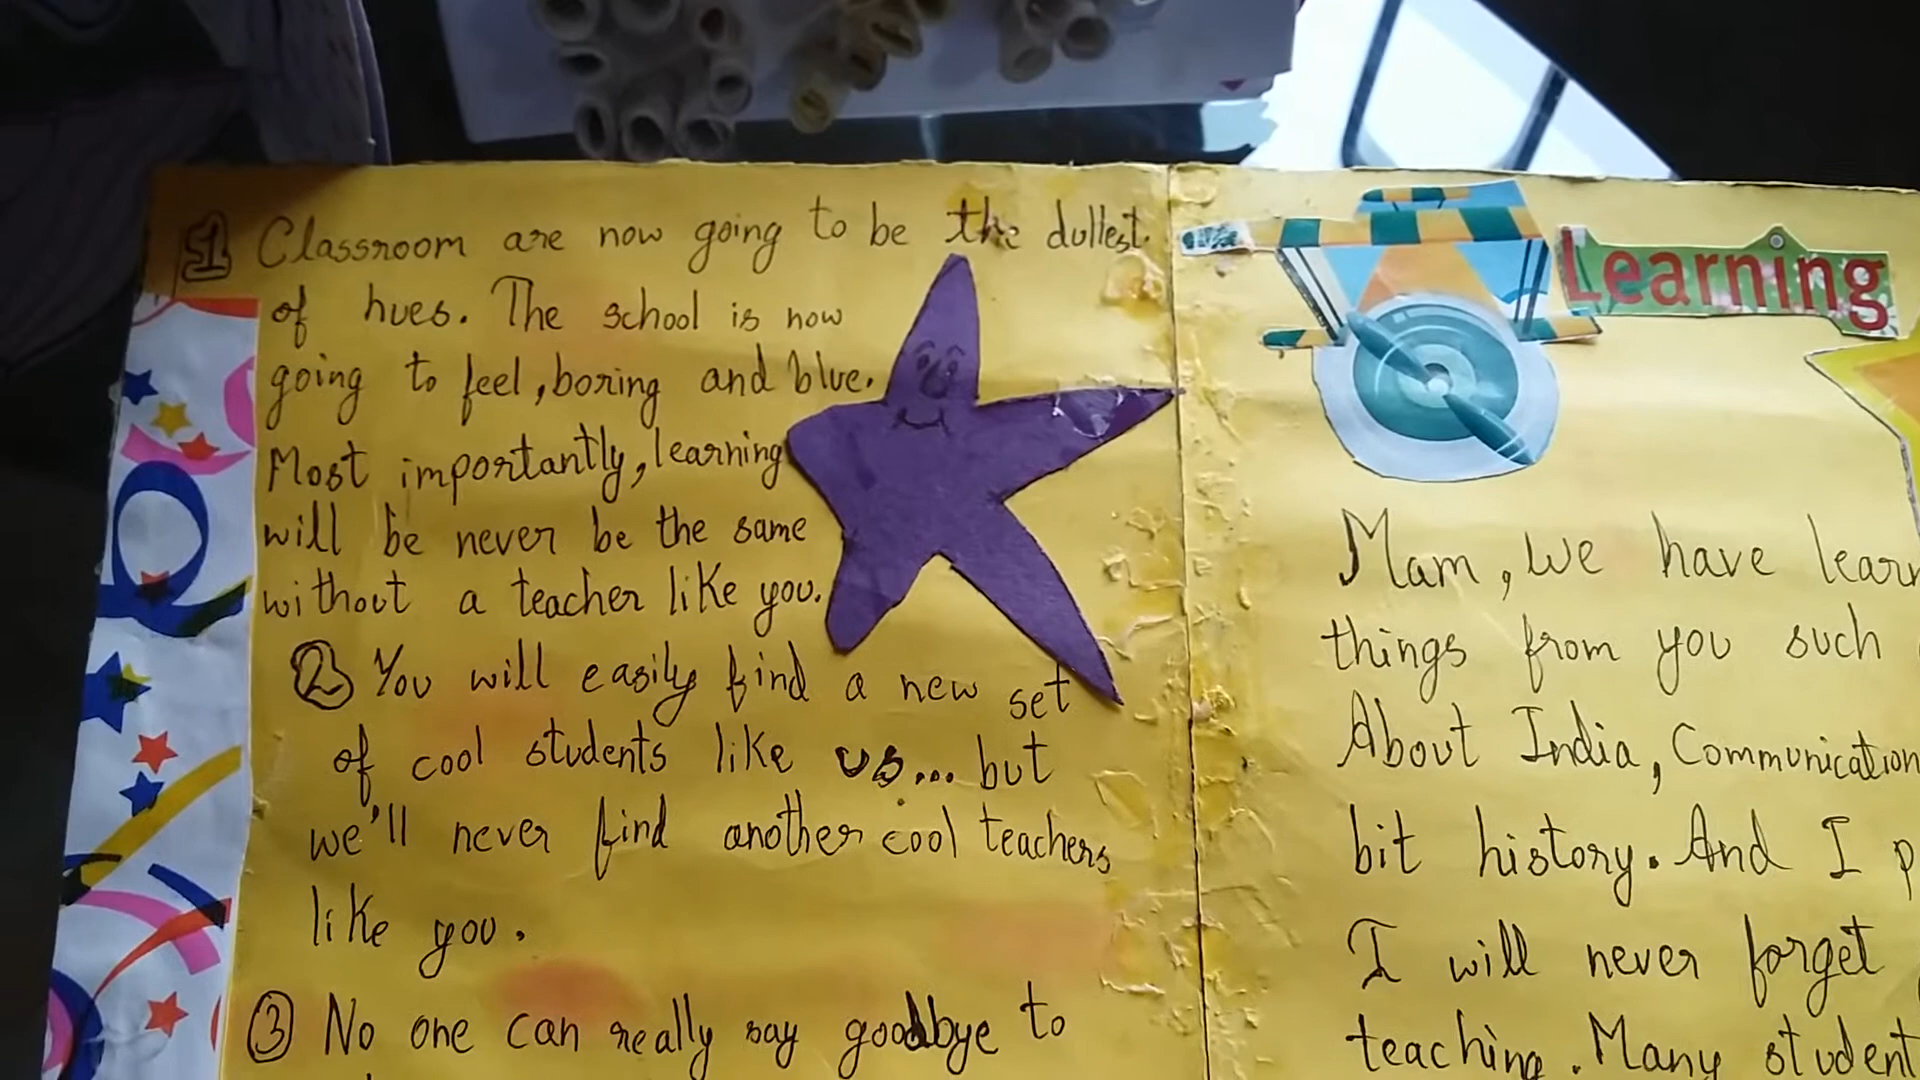 1 Classroom are now going to be the dullest
of hues. The school is now
going to feel, boring and blue.
Most importantly, learning
will be never be the same
without a teacher like you.
2 You will easily find a new set
of cool students like us... but
we'll never find another cool teachers
like you.
3 No one can really say goodbye to
Learning
Mam, we have
things from you such
About India, Communication
bit history. And I
I will never forget
teaching. Many student